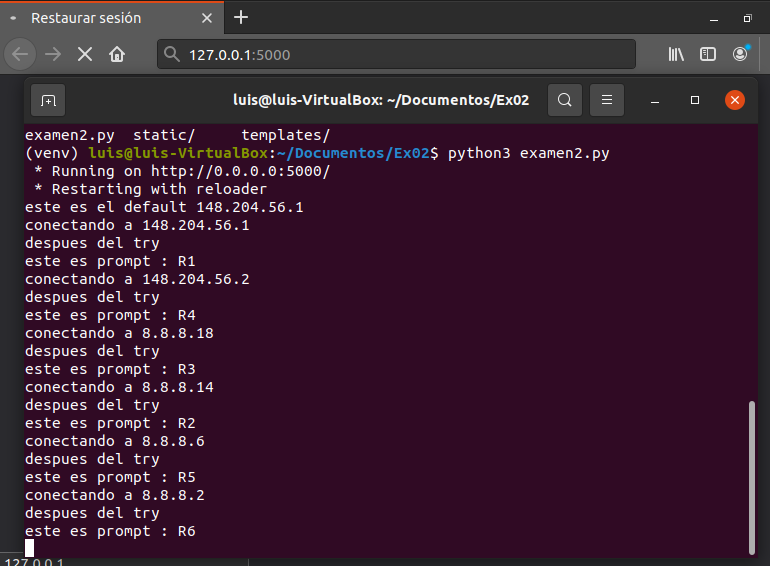 Restaurar sesión
127.0.0.1:5000
luis@luis-VirtualBox: ~/Documentos/Ex02
examen2.py  static/     templates/
(venv) luis@luis-VirtualBox:~/Documentos/Ex02$ python3 examen2.py
 * Running on http://0.0.0.0:5000/
 * Restarting with reloader
este es el default 148.204.56.1
conectando a 148.204.56.1
despues del try
este es prompt : R1
conectando a 148.204.56.2
despues del try
este es prompt : R4
conectando a 8.8.8.18
despues del try
este es prompt : R3
conectando a 8.8.8.14
despues del try
este es prompt : R2
conectando a 8.8.8.6
despues del try
este es prompt : R5
conectando a 8.8.8.2
despues del try
este es prompt : R6
127.0.0.1